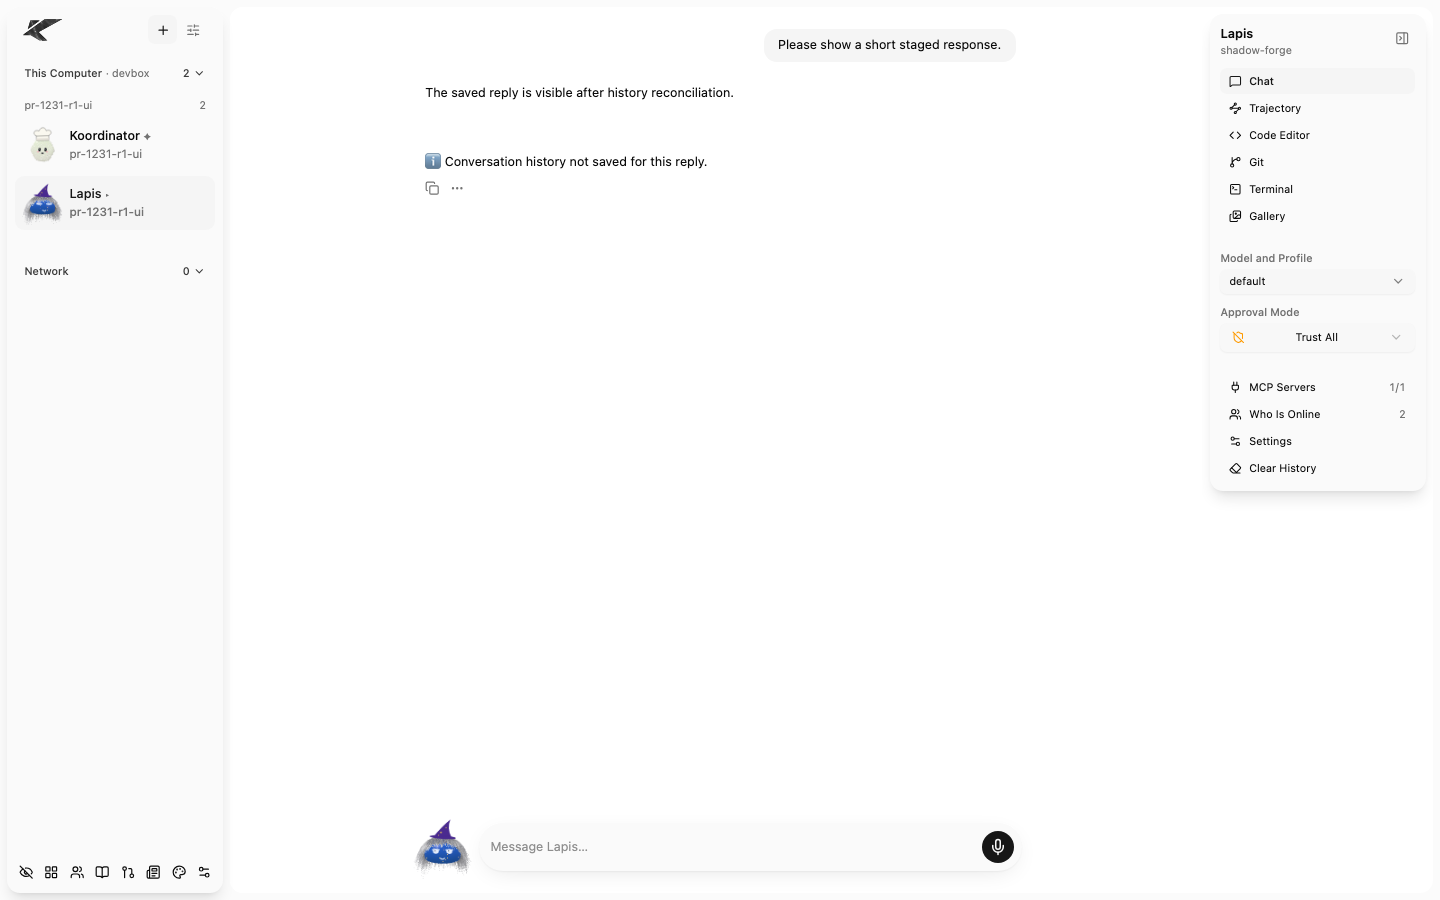 This Computer · devbox 2
pr-1231-r1-ui 2
Koordinator
pr-1231-r1-ui
Lapis
pr-1231-r1-ui
Network 0
Please show a short staged response.
The saved reply is visible after history reconciliation.
Conversation history not saved for this reply.
Message Lapis...
Lapis
shadow-forge
Chat
Trajectory
Code Editor
Git
Terminal
Gallery
Model and Profile
default
Approval Mode
Trust All
MCP Servers 1/1
Who Is Online 2
Settings
Clear History